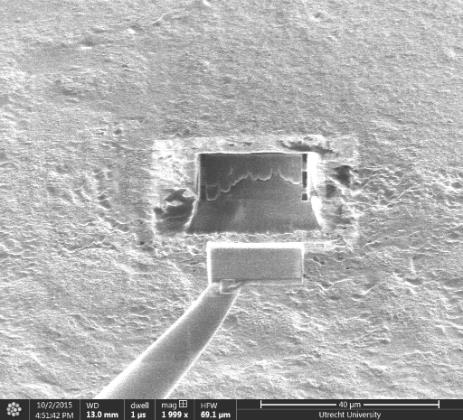 10/2/2015 WD dwell mag HFW 40 µm
4:51:42 PM 13.0 mm 1 µs 1 999 x 69.1 µm Utrecht University